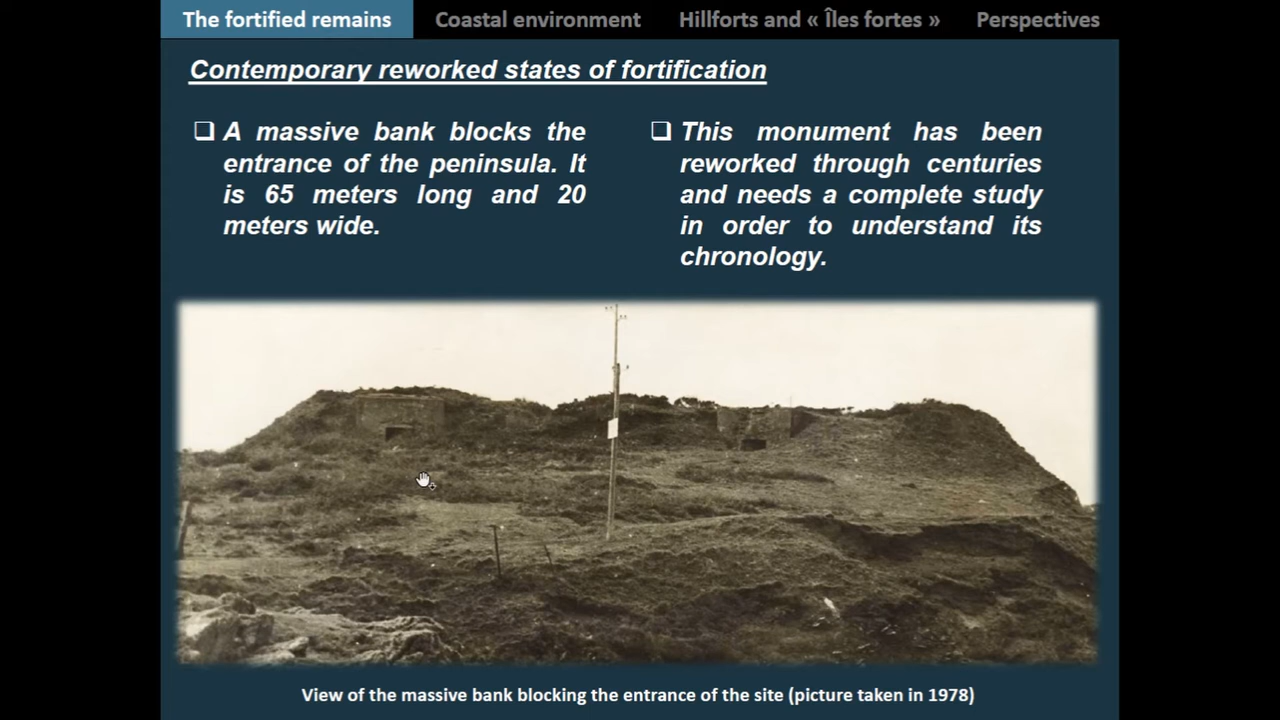 The fortified remains
Coastal environment
Hillforts and « Îles fortes »
Perspectives
Contemporary reworked states of fortification
A massive bank blocks the
entrance of the peninsula. It
is 65 meters long and 20
meters wide.
This monument has been
reworked through centuries
and needs a complete study
in order to understand its
chronology.
View of the massive bank blocking the entrance of the site (picture taken in 1978)